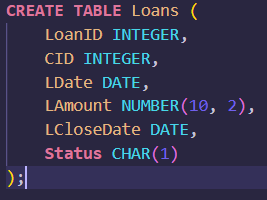 CREATE TABLE Loans (
    LoanID INTEGER,
    CID INTEGER,
    LDate DATE,
    LAmount NUMBER(10, 2),
    LCloseDate DATE,
    Status CHAR(1)
);